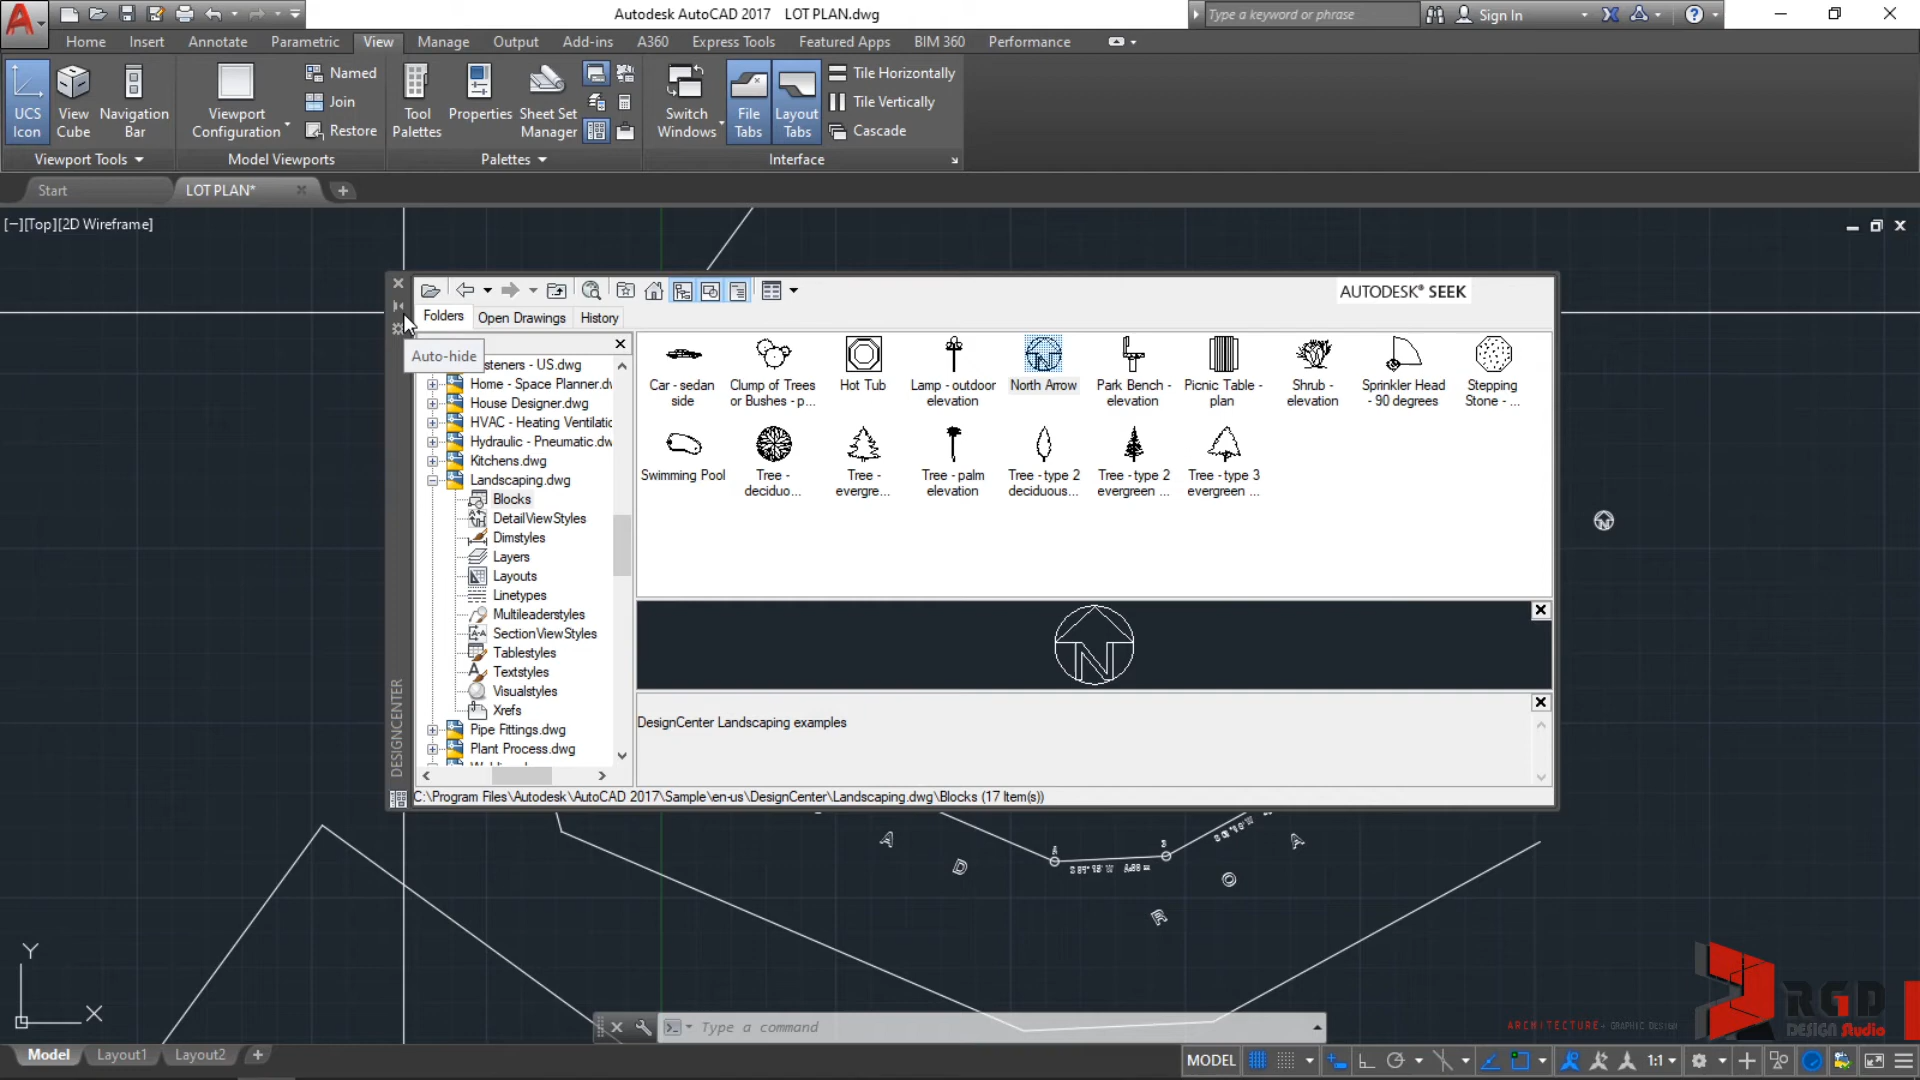 Autodesk AutoCAD 2017 LOT PLAN.dwg
Type a keyword or phrase
Sign In
Home Insert Annotate Parametric View Manage Output Add-ins A360 Express Tools Featured Apps BIM 360 Performance
UCS Icon
View Cube
Navigation Bar
Viewport Configuration
Named
Join
Restore
Tool Palettes
Properties
Sheet Set Manager
Switch Windows
File Tabs
Layout Tabs
Tile Horizontally
Tile Vertically
Cascade
Viewport Tools Model Viewports Palettes Interface
Start LOT PLAN*
[−][Top][2D Wireframe]
AUTODESK® SEEK
Folders Open Drawings History
Auto-hide
steners - US.dwg
Home - Space Planner.dw
House Designer.dwg
HVAC - Heating Ventilatic
Hydraulic - Pneumatic.dw
Kitchens.dwg
Landscaping.dwg
Blocks
DetailViewStyles
Dimstyles
Layers
Layouts
Linetypes
Multileaderstyles
SectionViewStyles
Tablestyles
Textstyles
Visualstyles
Xrefs
Pipe Fittings.dwg
Plant Process.dwg
Car - sedan side
Clump of Trees or Bushes - p...
Hot Tub
Lamp - outdoor elevation
North Arrow
Park Bench - elevation
Picnic Table - plan
Shrub - elevation
Sprinkler Head - 90 degrees
Stepping Stone - ...
Swimming Pool
Tree - deciduo...
Tree - evergre...
Tree - palm elevation
Tree - type 2 deciduous...
Tree - type 2 evergreen ...
Tree - type 3 evergreen ...
N
N
DesignCenter Landscaping examples
DESIGNCENTER
C:\Program Files\Autodesk\AutoCAD 2017\Sample\en-us\DesignCenter\Landscaping.dwg\Blocks (17 Item(s))
A
D
A
O
R
Y
X
Type a command
RGD
DESIGN Studio
ARCHITECTURE • GRAPHIC DESIGN
Model Layout1 Layout2
MODEL
1:1